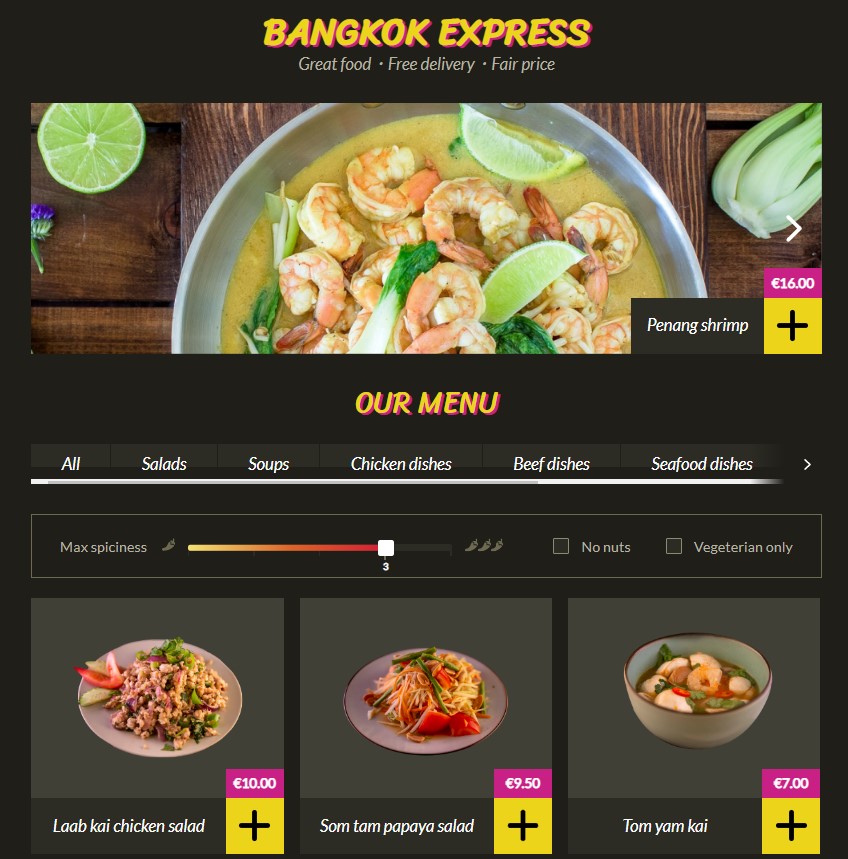 BANGKOK EXPRESS
Great food · Free delivery · Fair price
€16.00
Penang shrimp
OUR MENU
All Salads Soups Chicken dishes Beef dishes Seafood dishes
Max spiciness No nuts Vegeterian only
3
€10.00 €9.50 €7.00
Laab kai chicken salad Som tam papaya salad Tom yam kai